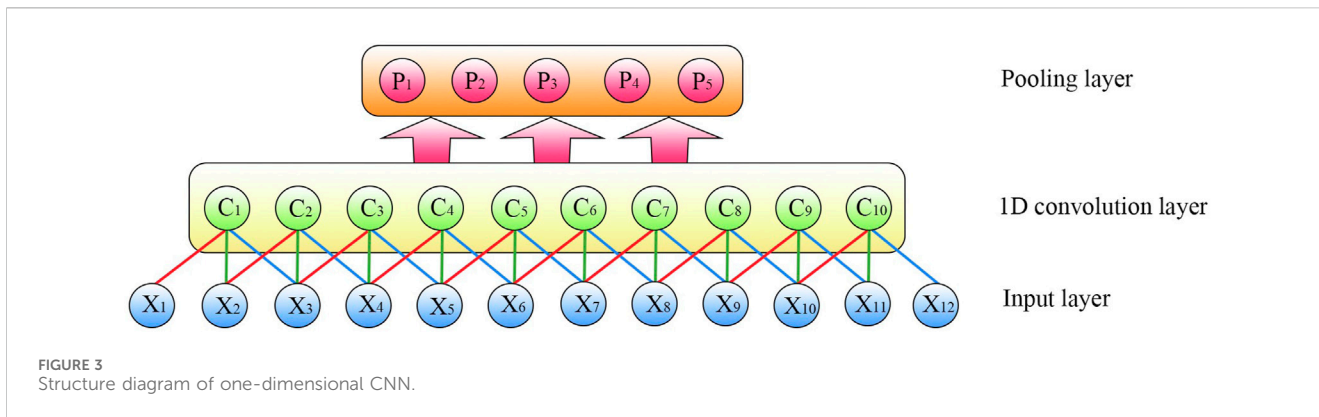 P1 P2 P3 P4 P5 Pooling layer
C1 C2 C3 C4 C5 C6 C7 C8 C9 C10 1D convolution layer
X1 X2 X3 X4 X5 X6 X7 X8 X9 X10 X11 X12 Input layer
FIGURE 3
Structure diagram of one-dimensional CNN.